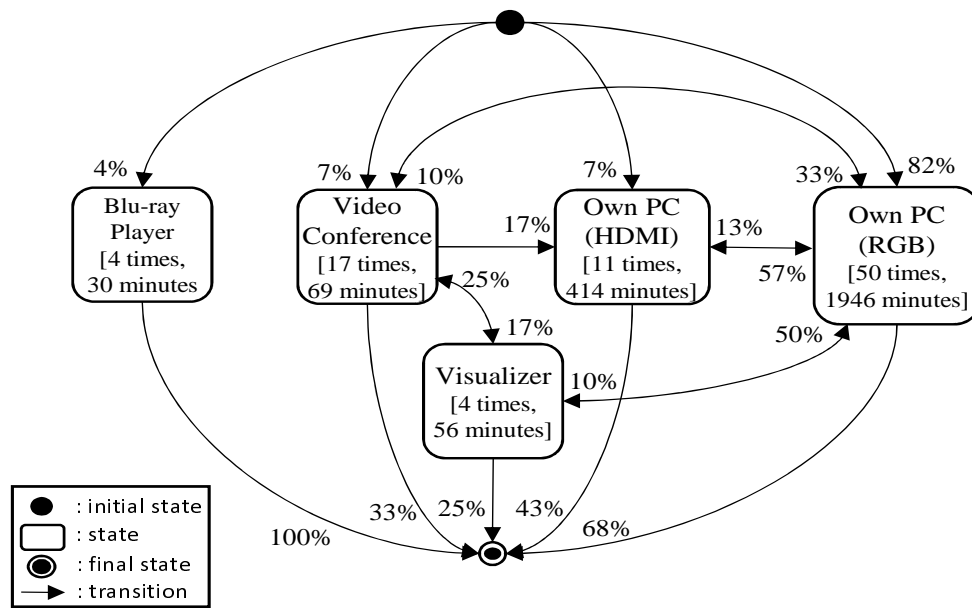 4%
7%
10%
7%
33%
82%
Blu-ray
Player
[4 times,
30 minutes
Video
Conference
[17 times,
69 minutes]
17%
Own PC
(HDMI)
[11 times,
414 minutes]
13%
57%
Own PC
(RGB)
[50 times,
1946 minutes]
25%
17%
50%
Visualizer
[4 times,
56 minutes]
10%
100%
33%
25%
43%
68%
: initial state
: state
: final state
: transition